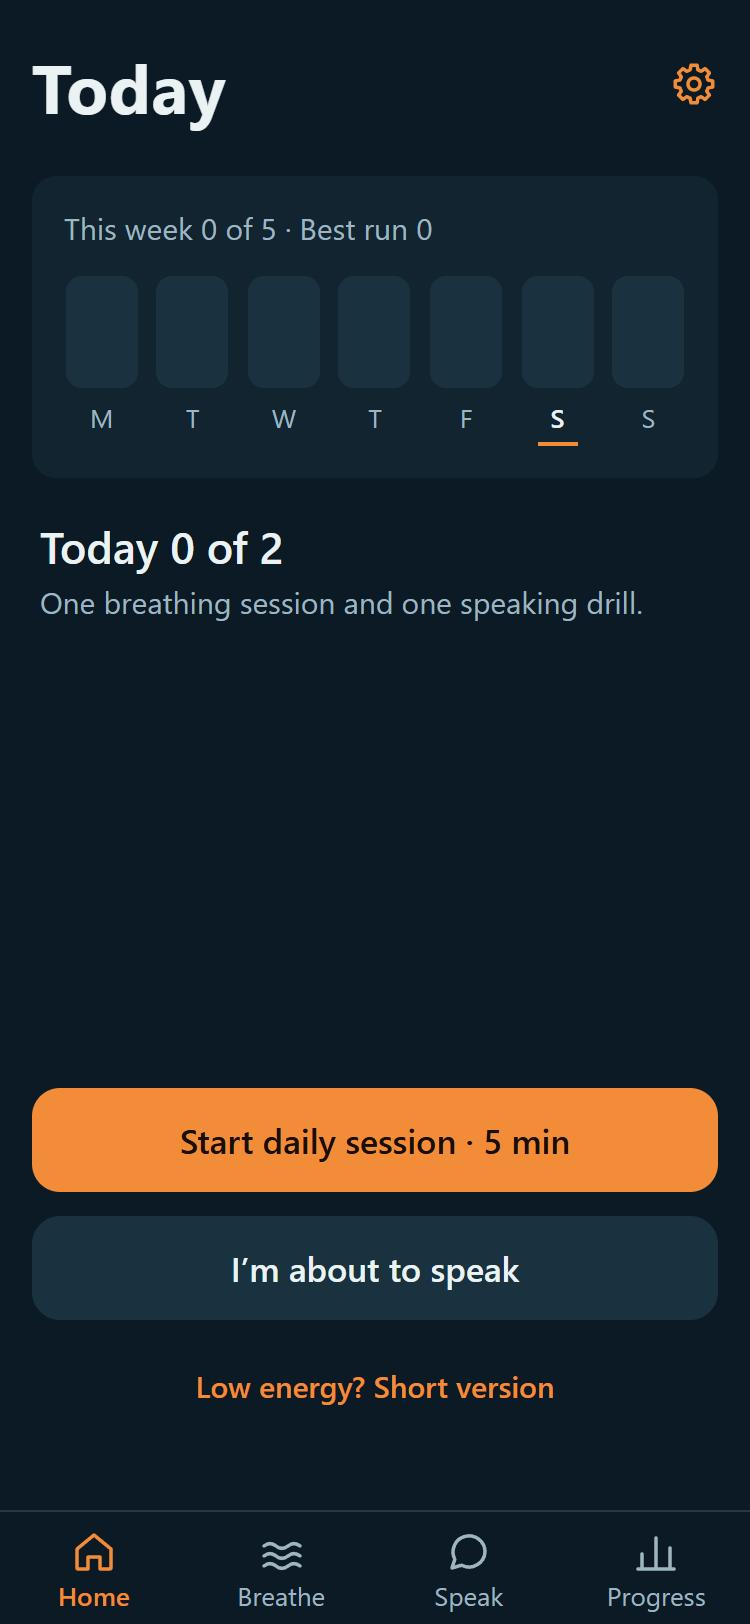 Today
This week 0 of 5 · Best run 0
M T W T F S S
Today 0 of 2
One breathing session and one speaking drill.
Start daily session · 5 min
I’m about to speak
Low energy? Short version
Home Breathe Speak Progress